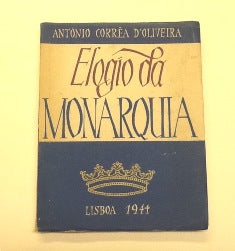 ANTONIO CORRÊA D'OLIVEIRA
Elogio da
MONARQUIA
LISBOA 1944